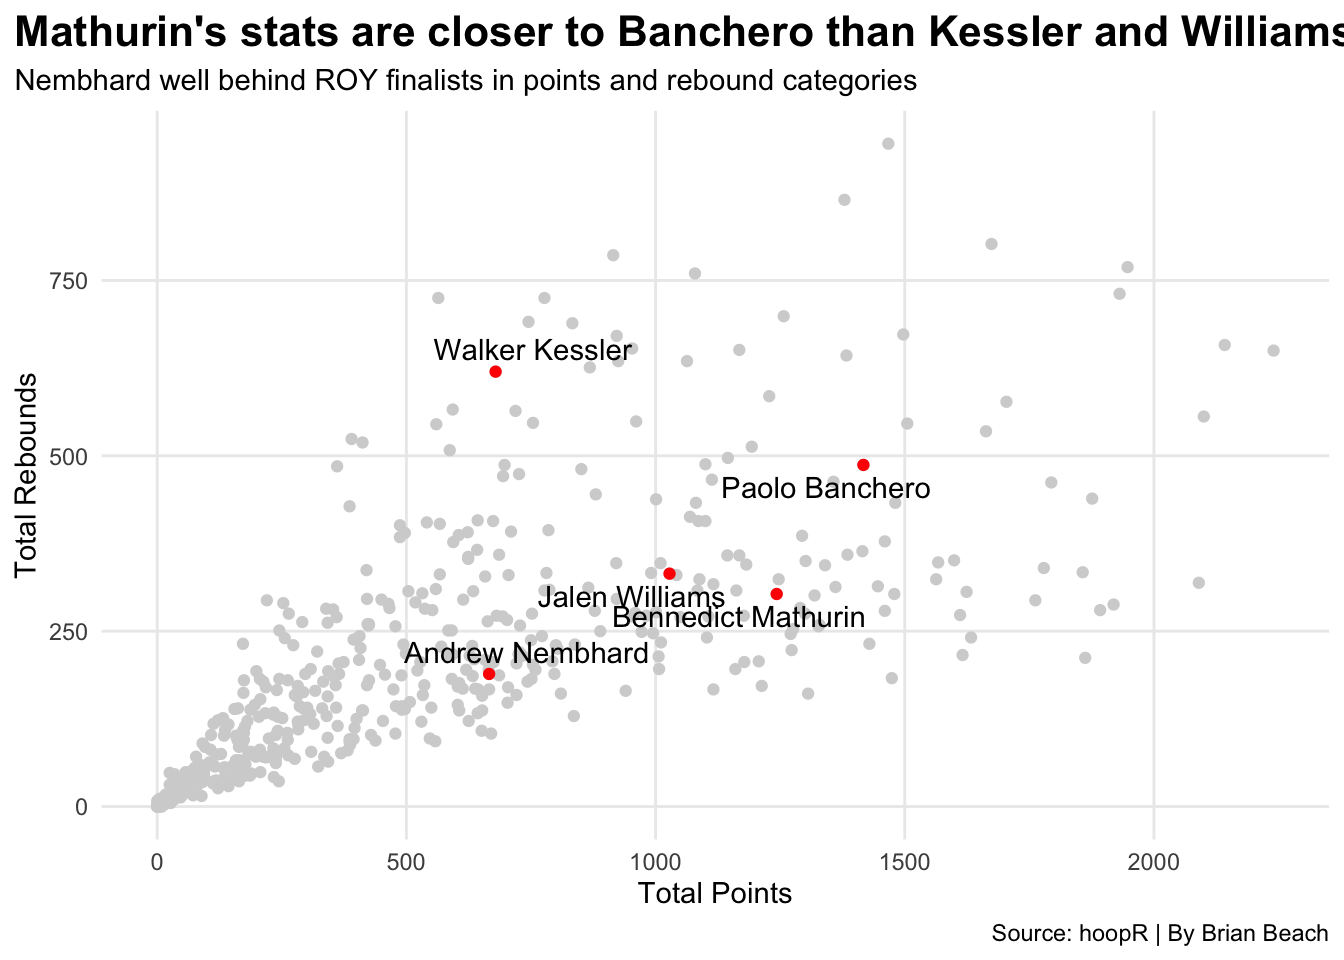 Mathurin's stats are closer to Banchero than Kessler and Williams
Nembhard well behind ROY finalists in points and rebound categories
Total Rebounds
750
500
250
0
Walker Kessler
Paolo Banchero
Jalen Williams
Bennedict Mathurin
Andrew Nembhard
0
500
1000
1500
2000
Total Points
Source: hoopR | By Brian Beach